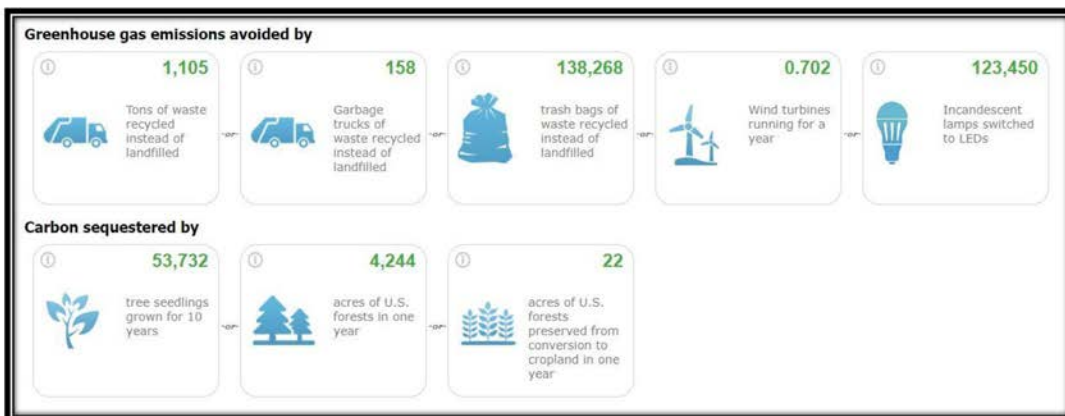 Greenhouse gas emissions avoided by
1,105
Tons of waste
recycled
instead of
landfilled
-or-
158
Garbage
trucks of
waste recycled
instead of
landfilled
-or-
138,268
trash bags of
waste recycled
instead of
landfilled
-or-
0.702
Wind turbines
running for a
year
-or-
123,450
Incandescent
lamps switched
to LEDs
Carbon sequestered by
53,732
tree seedlings
grown for 10
years
-or-
4,244
acres of U.S.
forests in one
year
-or-
22
acres of U.S.
forests
preserved from
conversion to
cropland in one
year